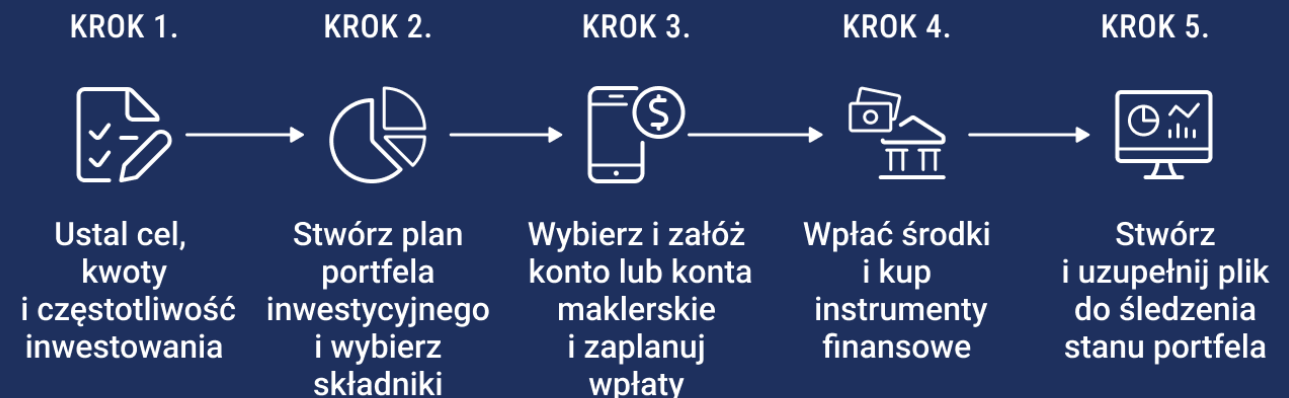 KROK 1.
Ustal cel,
kwoty
i częstotliwość
inwestowania
KROK 2.
Stwórz plan
portfela
inwestycyjnego
i wybierz
składniki
KROK 3.
Wybierz i załóż
konto lub konta
maklerskie
i zaplanuj
wpłaty
KROK 4.
Wpłać środki
i kup
instrumenty
finansowe
KROK 5.
Stwórz
i uzupełnij plik
do śledzenia
stanu portfela